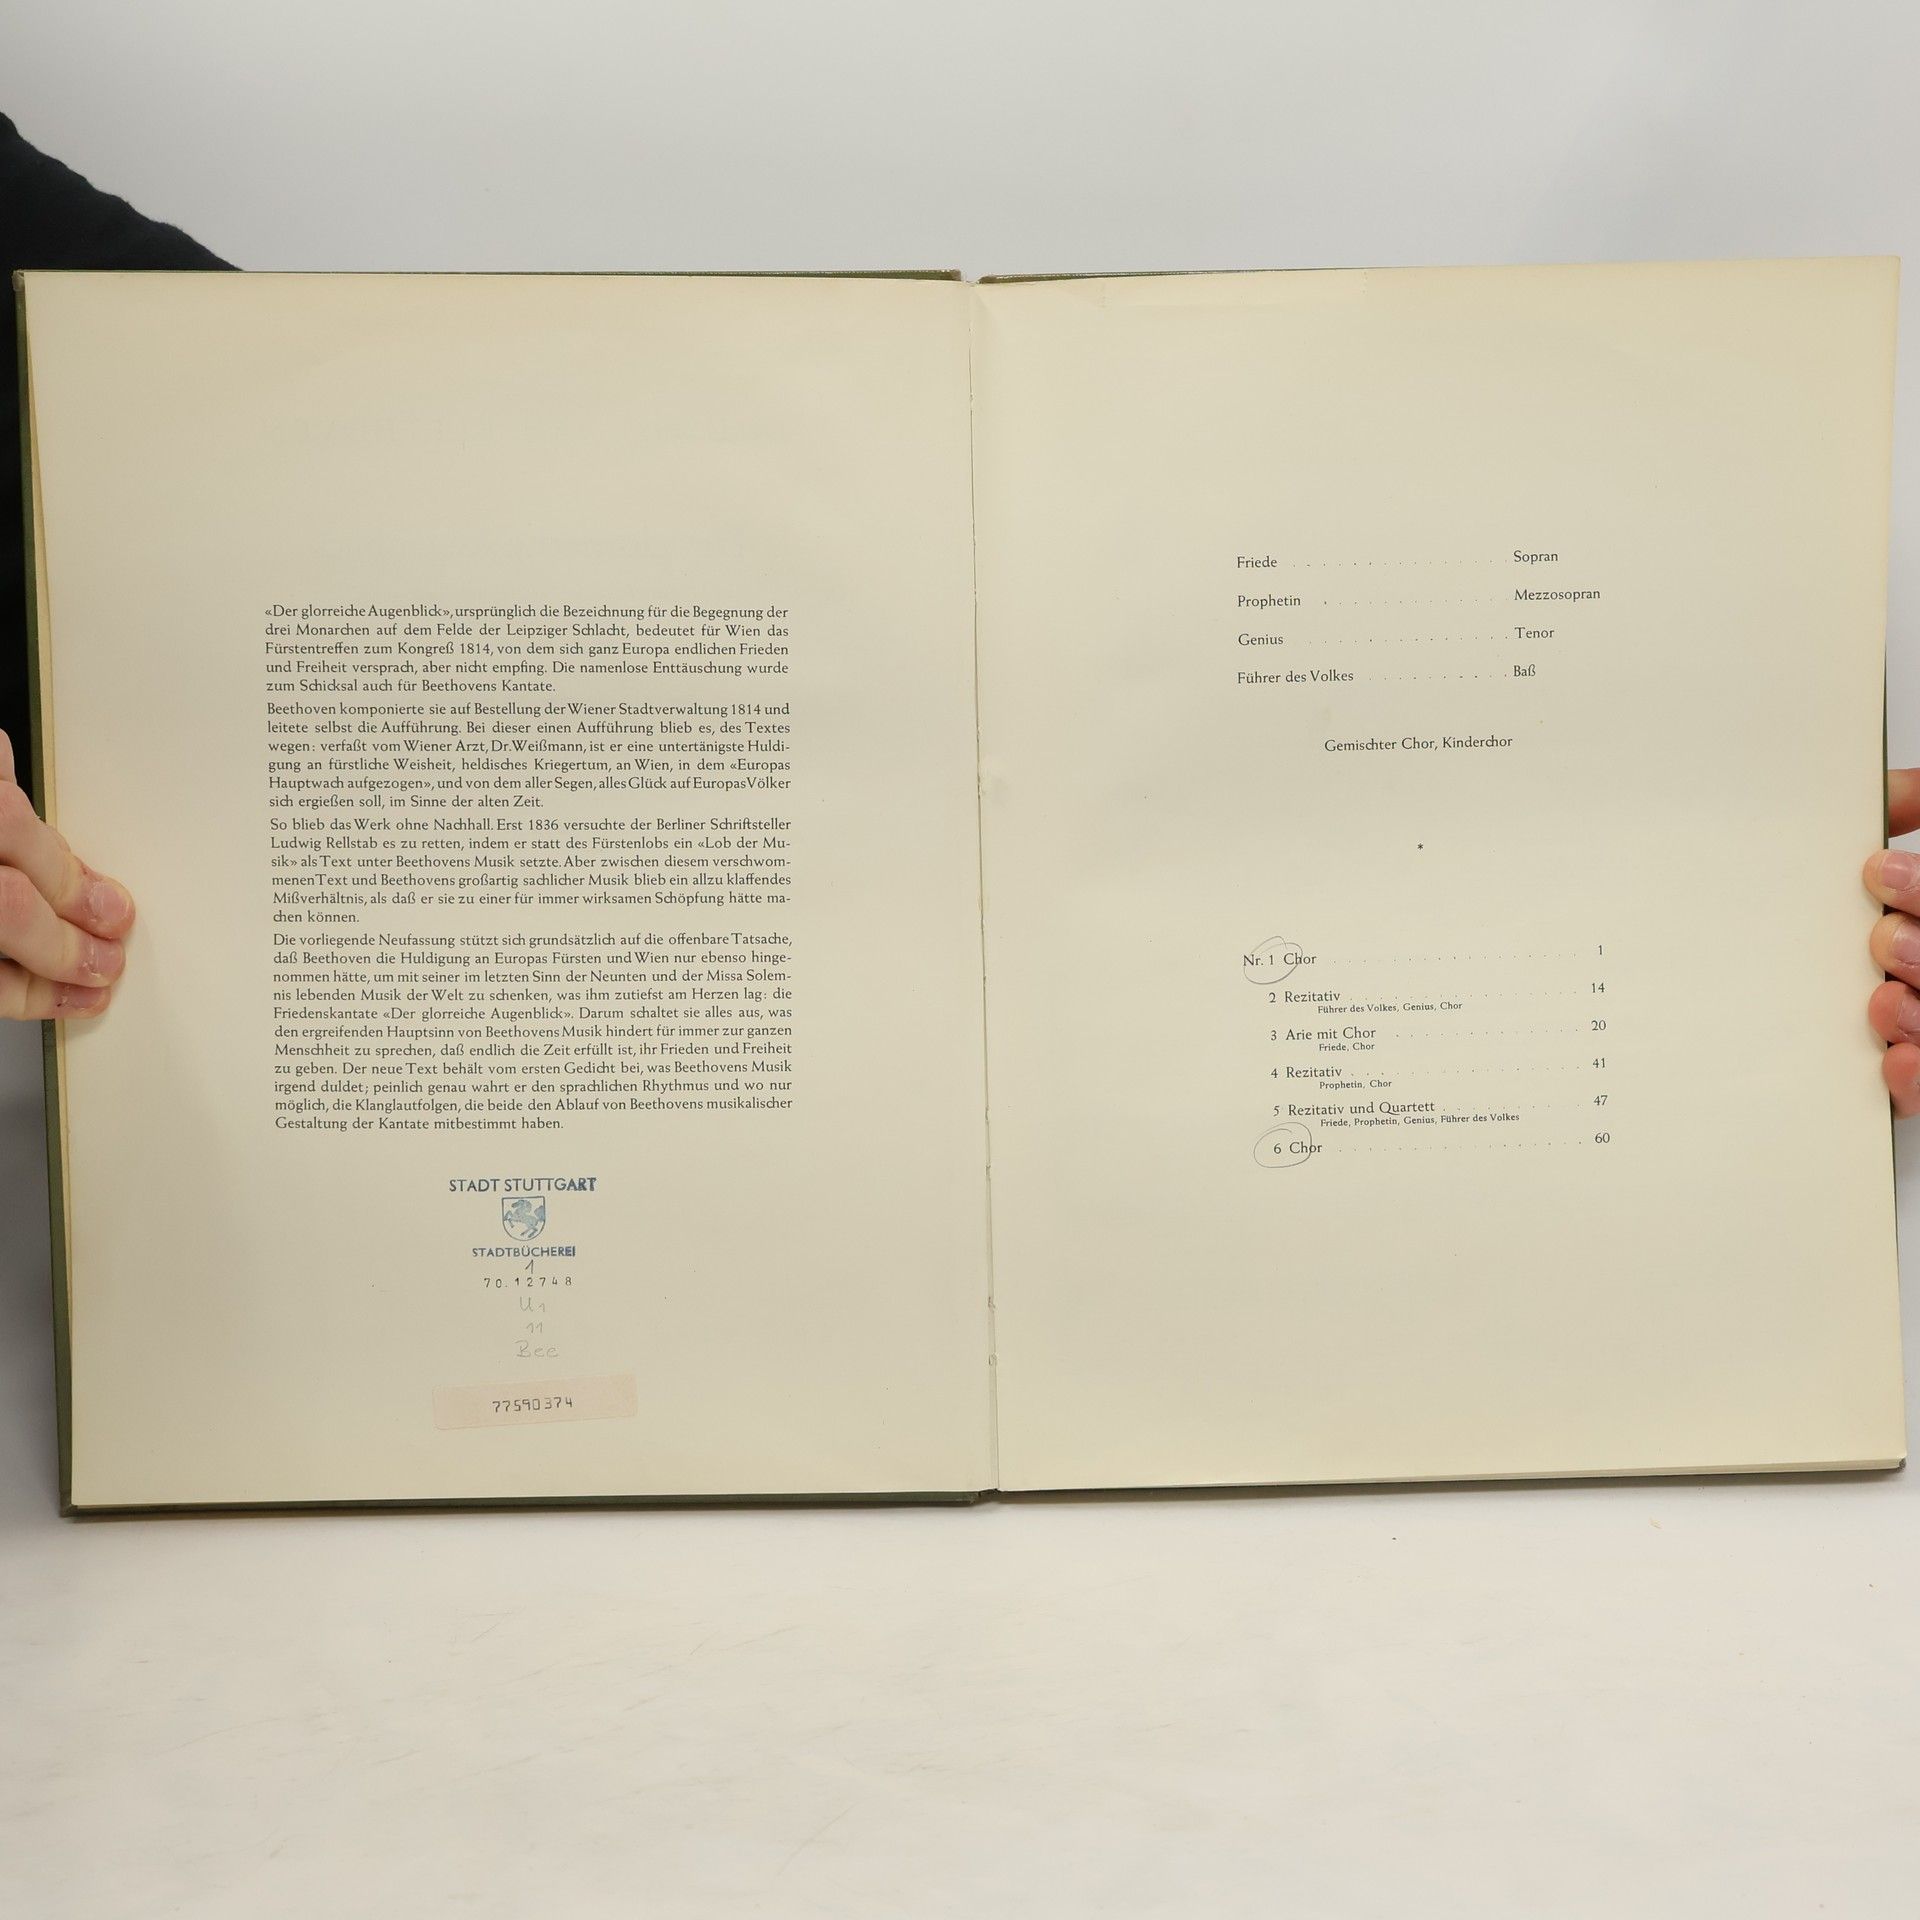 «Der glorreiche Augenblick», ursprünglich die Bezeichnung für die Begegnung der
drei Monarchen auf dem Felde der Leipziger Schlacht, bedeutet für Wien das
Fürstentreffen zum Kongreß 1814, von dem sich ganz Europa endlichen Frieden
und Freiheit versprach, aber nicht empfing. Die namenlose Enttäuschung wurde
zum Schicksal auch für Beethovens Kantate.
Beethoven komponierte sie auf Bestellung der Wiener Stadtverwaltung 1814 und
leitete selbst die Aufführung. Bei dieser einen Aufführung blieb es, des Textes
wegen: verfaßt vom Wiener Arzt, Dr. Weißmann, ist er eine untertänigste Huldi-
gung an fürstliche Weisheit, heldisches Kriegertum, an Wien, in dem «Europas
Hauptwach aufgezogen», und von dem aller Segen, alles Glück auf Europas Völker
sich ergießen soll, im Sinne der alten Zeit.
So blieb das Werk ohne Nachhall. Erst 1836 versuchte der Berliner Schriftsteller
Ludwig Rellstab es zu retten, indem er statt des Fürstenlobs ein «Lob der Mu-
sik» als Text unter Beethovens Musik setzte. Aber zwischen diesem verschwom-
menen Text und Beethovens großartig sachlicher Musik blieb ein allzu klaffendes
Mißverhältnis, als daß er sie zu einer für immer wirksamen Schöpfung hätte ma-
chen können.
Die vorliegende Neufassung stützt sich grundsätzlich auf die offenbare Tatsache,
daß Beethoven die Huldigung an Europas Fürsten und Wien nur ebenso hinge-
nommen hätte, um mit seiner im letzten Sinn der Neunten und der Missa Solem-
nis lebenden Musik der Welt zu schenken, was ihm zutiefst am Herzen lag: die
Friedenskantate «Der glorreiche Augenblick». Darum schaltet sie alles aus, was
den ergreifenden Hauptsinn von Beethovens Musik hindert für immer zur ganzen
Menschheit zu sprechen, daß endlich die Zeit erfüllt ist, ihr Frieden und Freiheit
zu geben. Der neue Text behält vom ersten Gedicht bei, was Beethovens Musik
irgend duldet; peinlich genau wahrt er den sprachlichen Rhythmus und wo nur
möglich, die Klanglautfolgen, die beide den Ablauf von Beethovens musikalischer
Gestaltung der Kantate mitbestimmt haben.
STADT STUTTGART
STADTBÜCHEREI
1
70.12748
U1
11
Bee
77590374
Friede . . . . . . . . . . . . . Sopran
Prophetin . . . . . . . . . . . Mezzosopran
Genius . . . . . . . . . . . . Tenor
Führer des Volkes . . . . . . . . . . Baß
Gemischter Chor, Kinderchor
*
Nr. 1 Chor . . . . . . . . . . . . . . . . . 1
2 Rezitativ . . . . . . . . . . . . . . . 14
Führer des Volkes, Genius, Chor
3 Arie mit Chor . . . . . . . . . . . . . 20
Friede, Chor
4 Rezitativ . . . . . . . . . . . . . . . 41
Prophetin, Chor
5 Rezitativ und Quartett . . . . . . . . . 47
Friede, Prophetin, Genius, Führer des Volkes
6 Chor . . . . . . . . . . . . . . . . 60